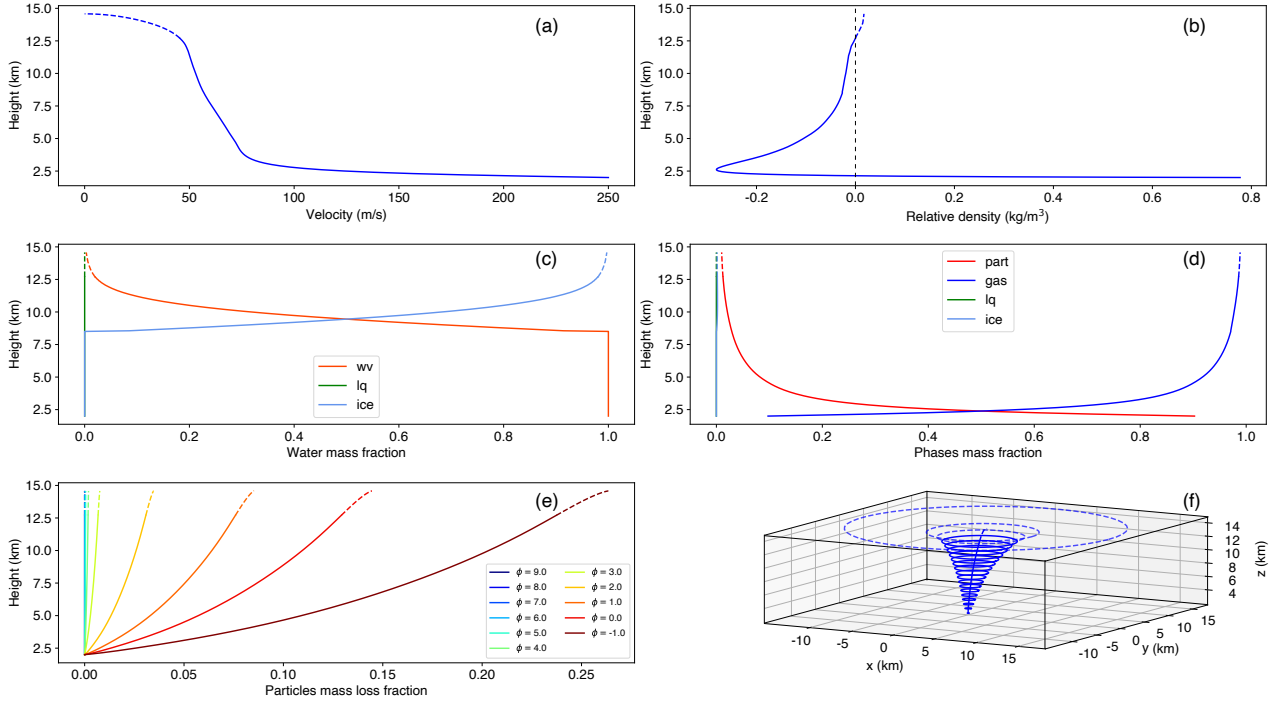 (a)
Height (km)
15.0
12.5
10.0
7.5
5.0
2.5
0 50 100 150 200 250
Velocity (m/s)
(b)
Height (km)
15.0
12.5
10.0
7.5
5.0
2.5
-0.2 0.0 0.2 0.4 0.6 0.8
Relative density (kg/m³)
(c)
Height (km)
15.0
12.5
10.0
7.5
5.0
2.5
wv
lq
ice
0.0 0.2 0.4 0.6 0.8 1.0
Water mass fraction
(d)
Height (km)
15.0
12.5
10.0
7.5
5.0
2.5
part
gas
lq
ice
0.0 0.2 0.4 0.6 0.8 1.0
Phases mass fraction
(e)
Height (km)
15.0
12.5
10.0
7.5
5.0
2.5
ϕ = 9.0
ϕ = 8.0
ϕ = 7.0
ϕ = 6.0
ϕ = 5.0
ϕ = 4.0
ϕ = 3.0
ϕ = 2.0
ϕ = 1.0
ϕ = 0.0
ϕ = -1.0
0.00 0.05 0.10 0.15 0.20 0.25
Particles mass loss fraction
(f)
14
12
10
8
6
4
z (km)
-10 -5 0 5 10 15
x (km)
-10 -5 0 5 10 15
y (km)